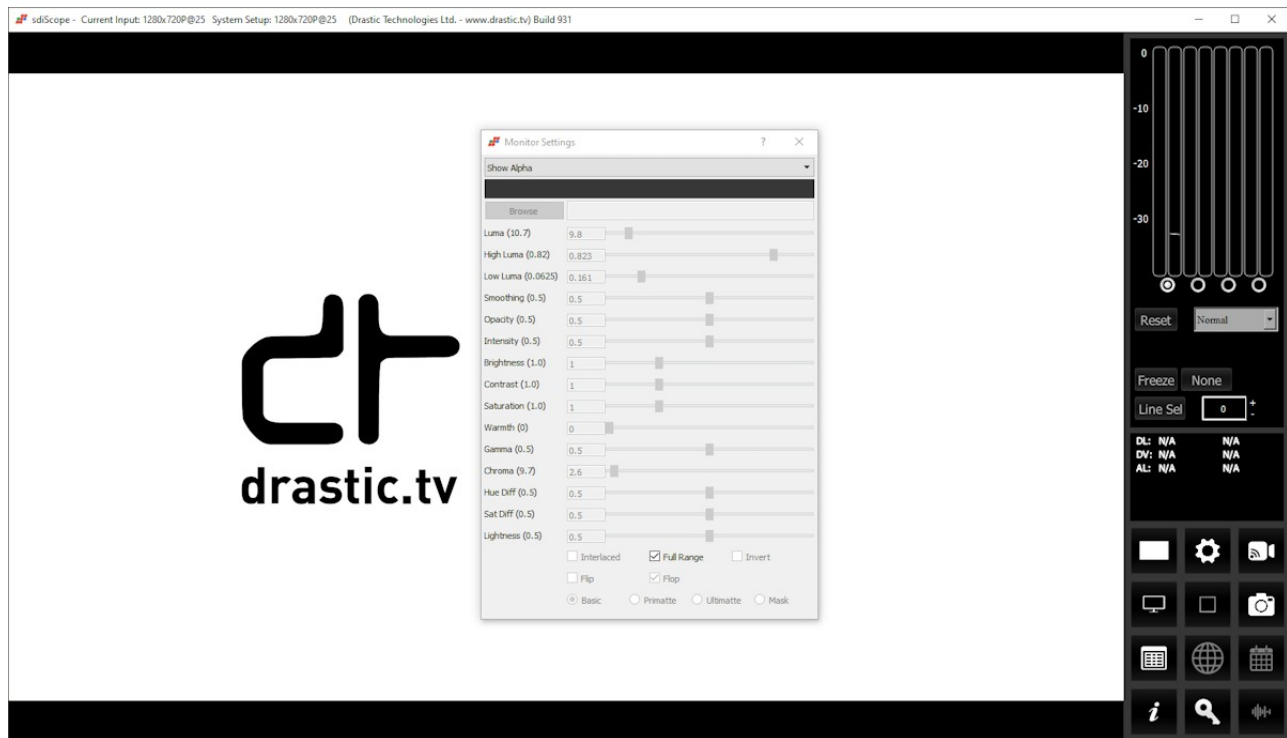 sdiScope - Current Input: 1280x720P@25 System Setup: 1280x720P@25 (Drastic Technologies Ltd. - www.drastic.tv) Build 931
Monitor Settings ?
Show Alpha
Browse
Luma (10.7) 9.8
High Luma (0.82) 0.823
Low Luma (0.0625) 0.161
Smoothing (0.5) 0.5
Opacity (0.5) 0.5
Intensity (0.5) 0.5
Brightness (1.0) 1
Contrast (1.0) 1
Saturation (1.0) 1
Warmth (0) 0
Gamma (0.5) 0.5
Chroma (9.7) 2.6
Hue Diff (0.5) 0.5
Sat Diff (0.5) 0.5
Lightness (0.5) 0.5
Interlaced Full Range Invert
Flip Flop
Basic Primatte Ultimatte Mask
drastic.tv
0
-10
-20
-30
Reset Normal
Freeze None
Line Sel 0 + -
DL: N/A N/A
DV: N/A N/A
AL: N/A N/A
i